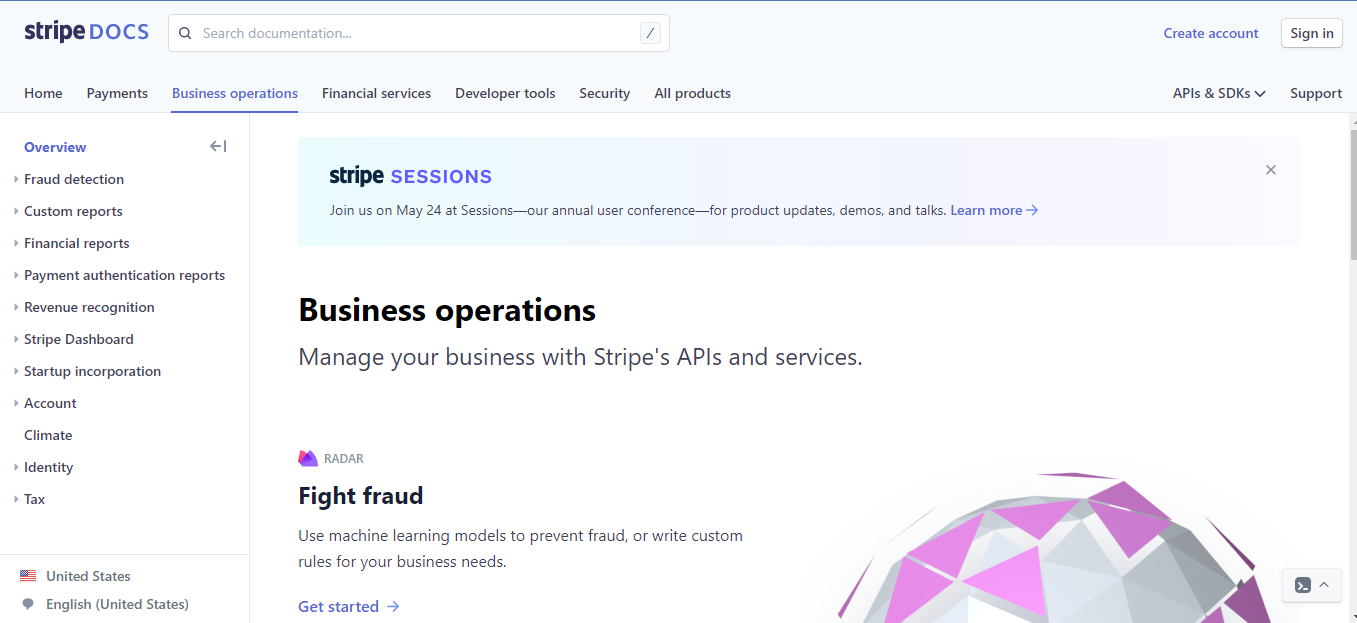 stripe DOCS
Search documentation... /
Create account
Sign in
Home Payments Business operations Financial services Developer tools Security All products
APIs & SDKs Support
Overview
Fraud detection
Custom reports
Financial reports
Payment authentication reports
Revenue recognition
Stripe Dashboard
Startup incorporation
Account
Climate
Identity
Tax
United States
English (United States)
stripe SESSIONS
Join us on May 24 at Sessions—our annual user conference—for product updates, demos, and talks. Learn more →
Business operations
Manage your business with Stripe's APIs and services.
RADAR
Fight fraud
Use machine learning models to prevent fraud, or write custom
rules for your business needs.
Get started →